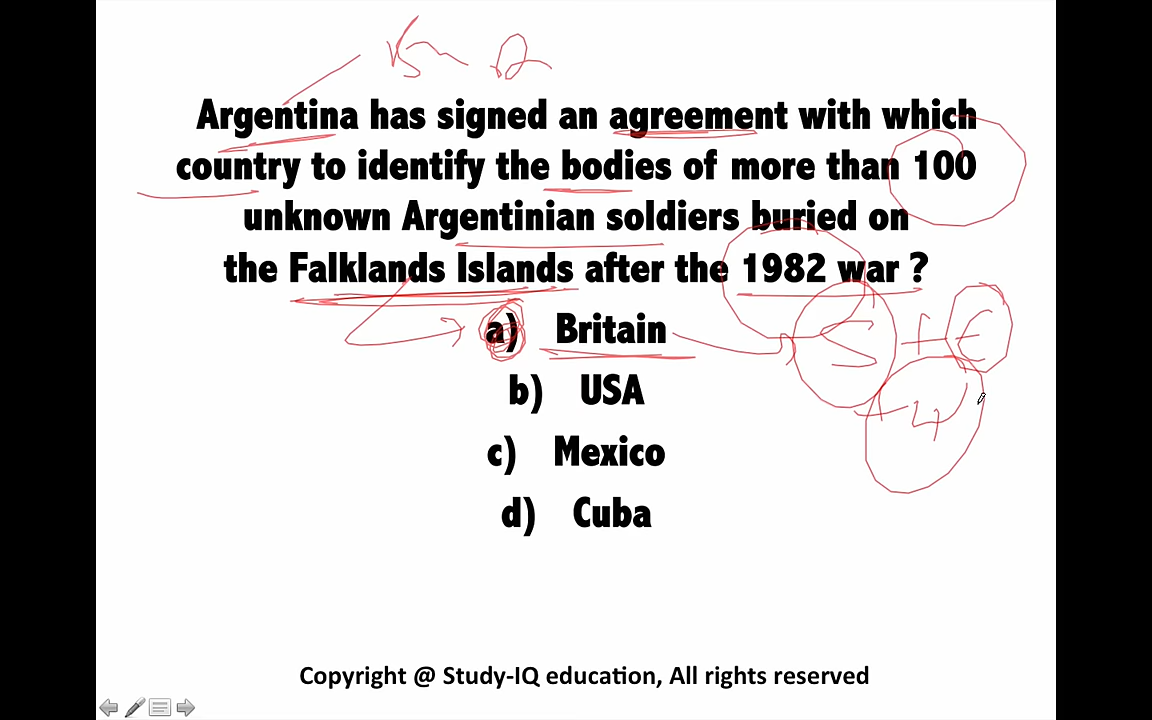 Argentina has signed an agreement with which
country to identify the bodies of more than 100
unknown Argentinian soldiers buried on
the Falklands Islands after the 1982 war ?
a) Britain
S + E
b) USA
+ 4
c) Mexico
d) Cuba
Copyright @ Study-IQ education, All rights reserved